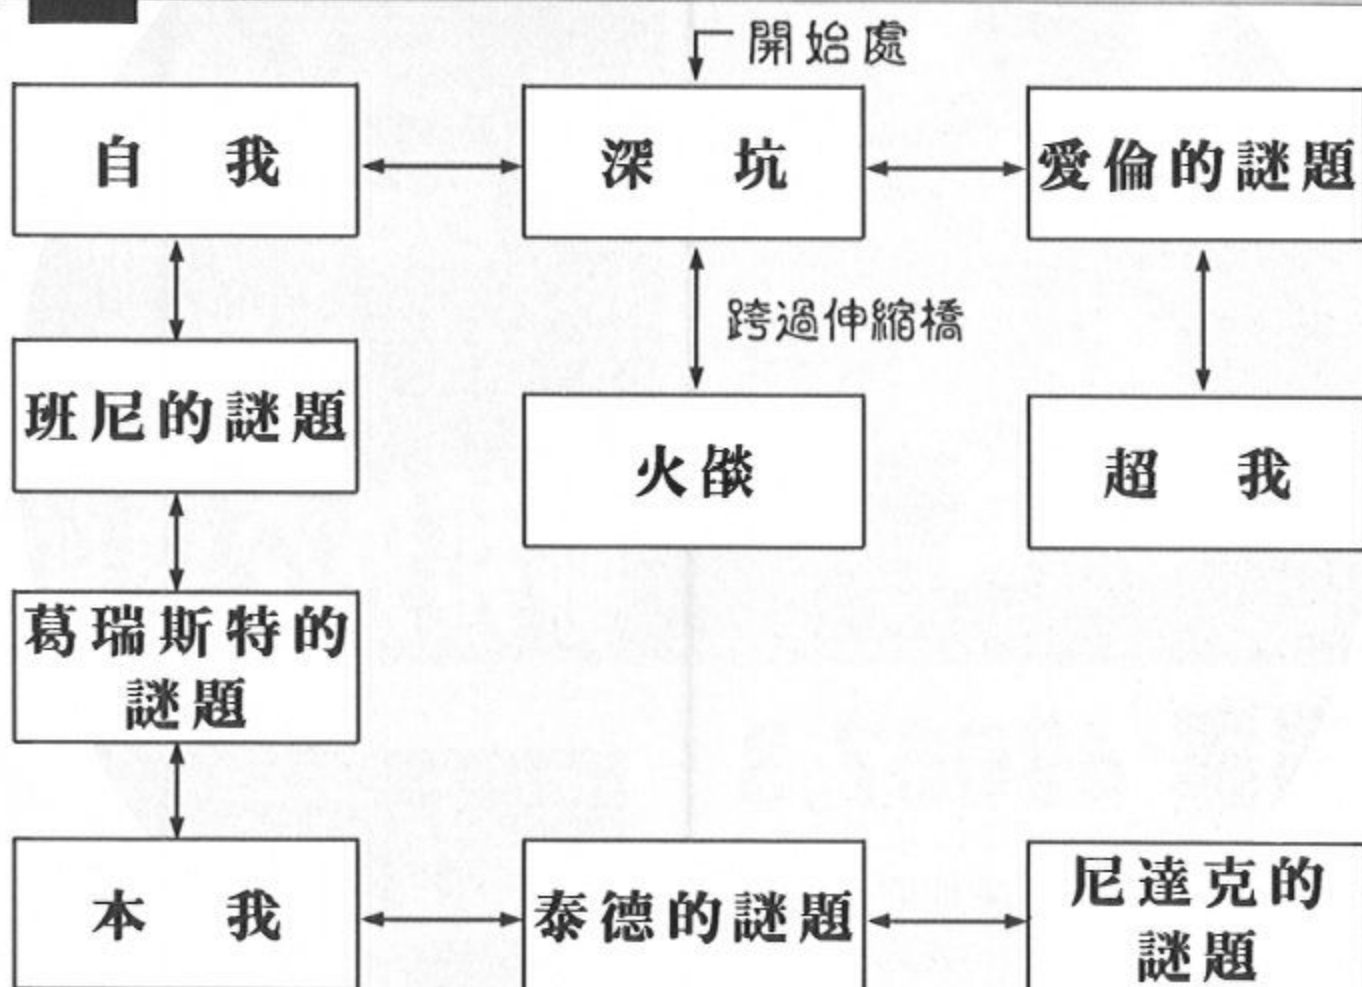 開始處
自我
深坑
愛倫的謎題
跨過伸縮橋
班尼的謎題
火燄
超我
葛瑞斯特的
謎題
本我
泰德的謎題
尼達克的
謎題